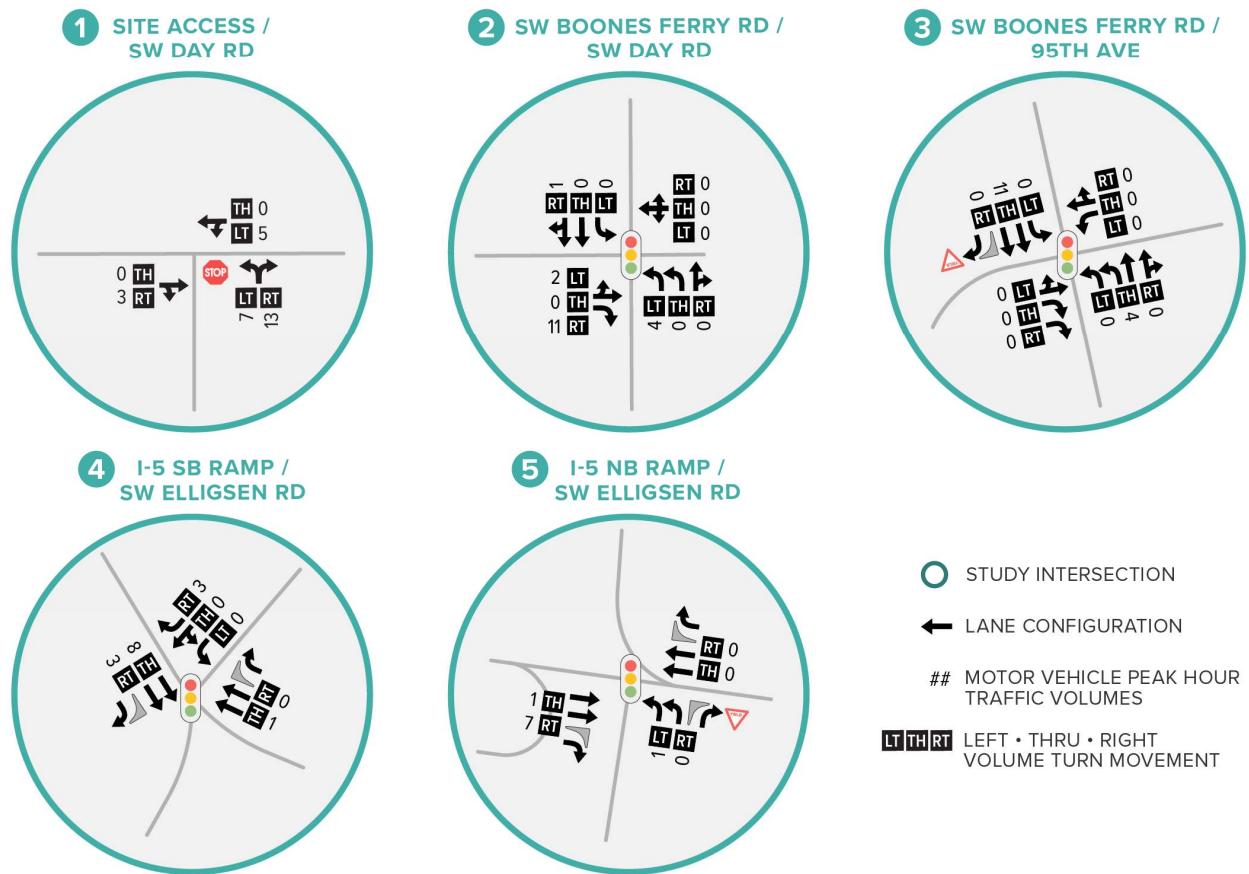 1 SITE ACCESS /
SW DAY RD
TH 0
LT 5
0 TH
3 RT
STOP
LT RT
7 13
2 SW BOONES FERRY RD /
SW DAY RD
1 0 0
RT TH LT
RT 0
TH 0
LT 0
2 LT
0 TH
11 RT
LT TH RT
4 0 0
3 SW BOONES FERRY RD /
95TH AVE
0 11 0
RT TH LT
RT 0
TH 0
LT 0
YIELD
0 LT
0 TH
0 RT
LT TH RT
0 4 0
4 I-5 SB RAMP /
SW ELLIGSEN RD
3 0 0
RT TH LT
3 8
RT TH
RT 0
TH 1
5 I-5 NB RAMP /
SW ELLIGSEN RD
RT 0
TH 0
1 TH
7 RT
LT RT
1 0
YIELD
STUDY INTERSECTION
LANE CONFIGURATION
## MOTOR VEHICLE PEAK HOUR
TRAFFIC VOLUMES
LT TH RT LEFT • THRU • RIGHT
VOLUME TURN MOVEMENT